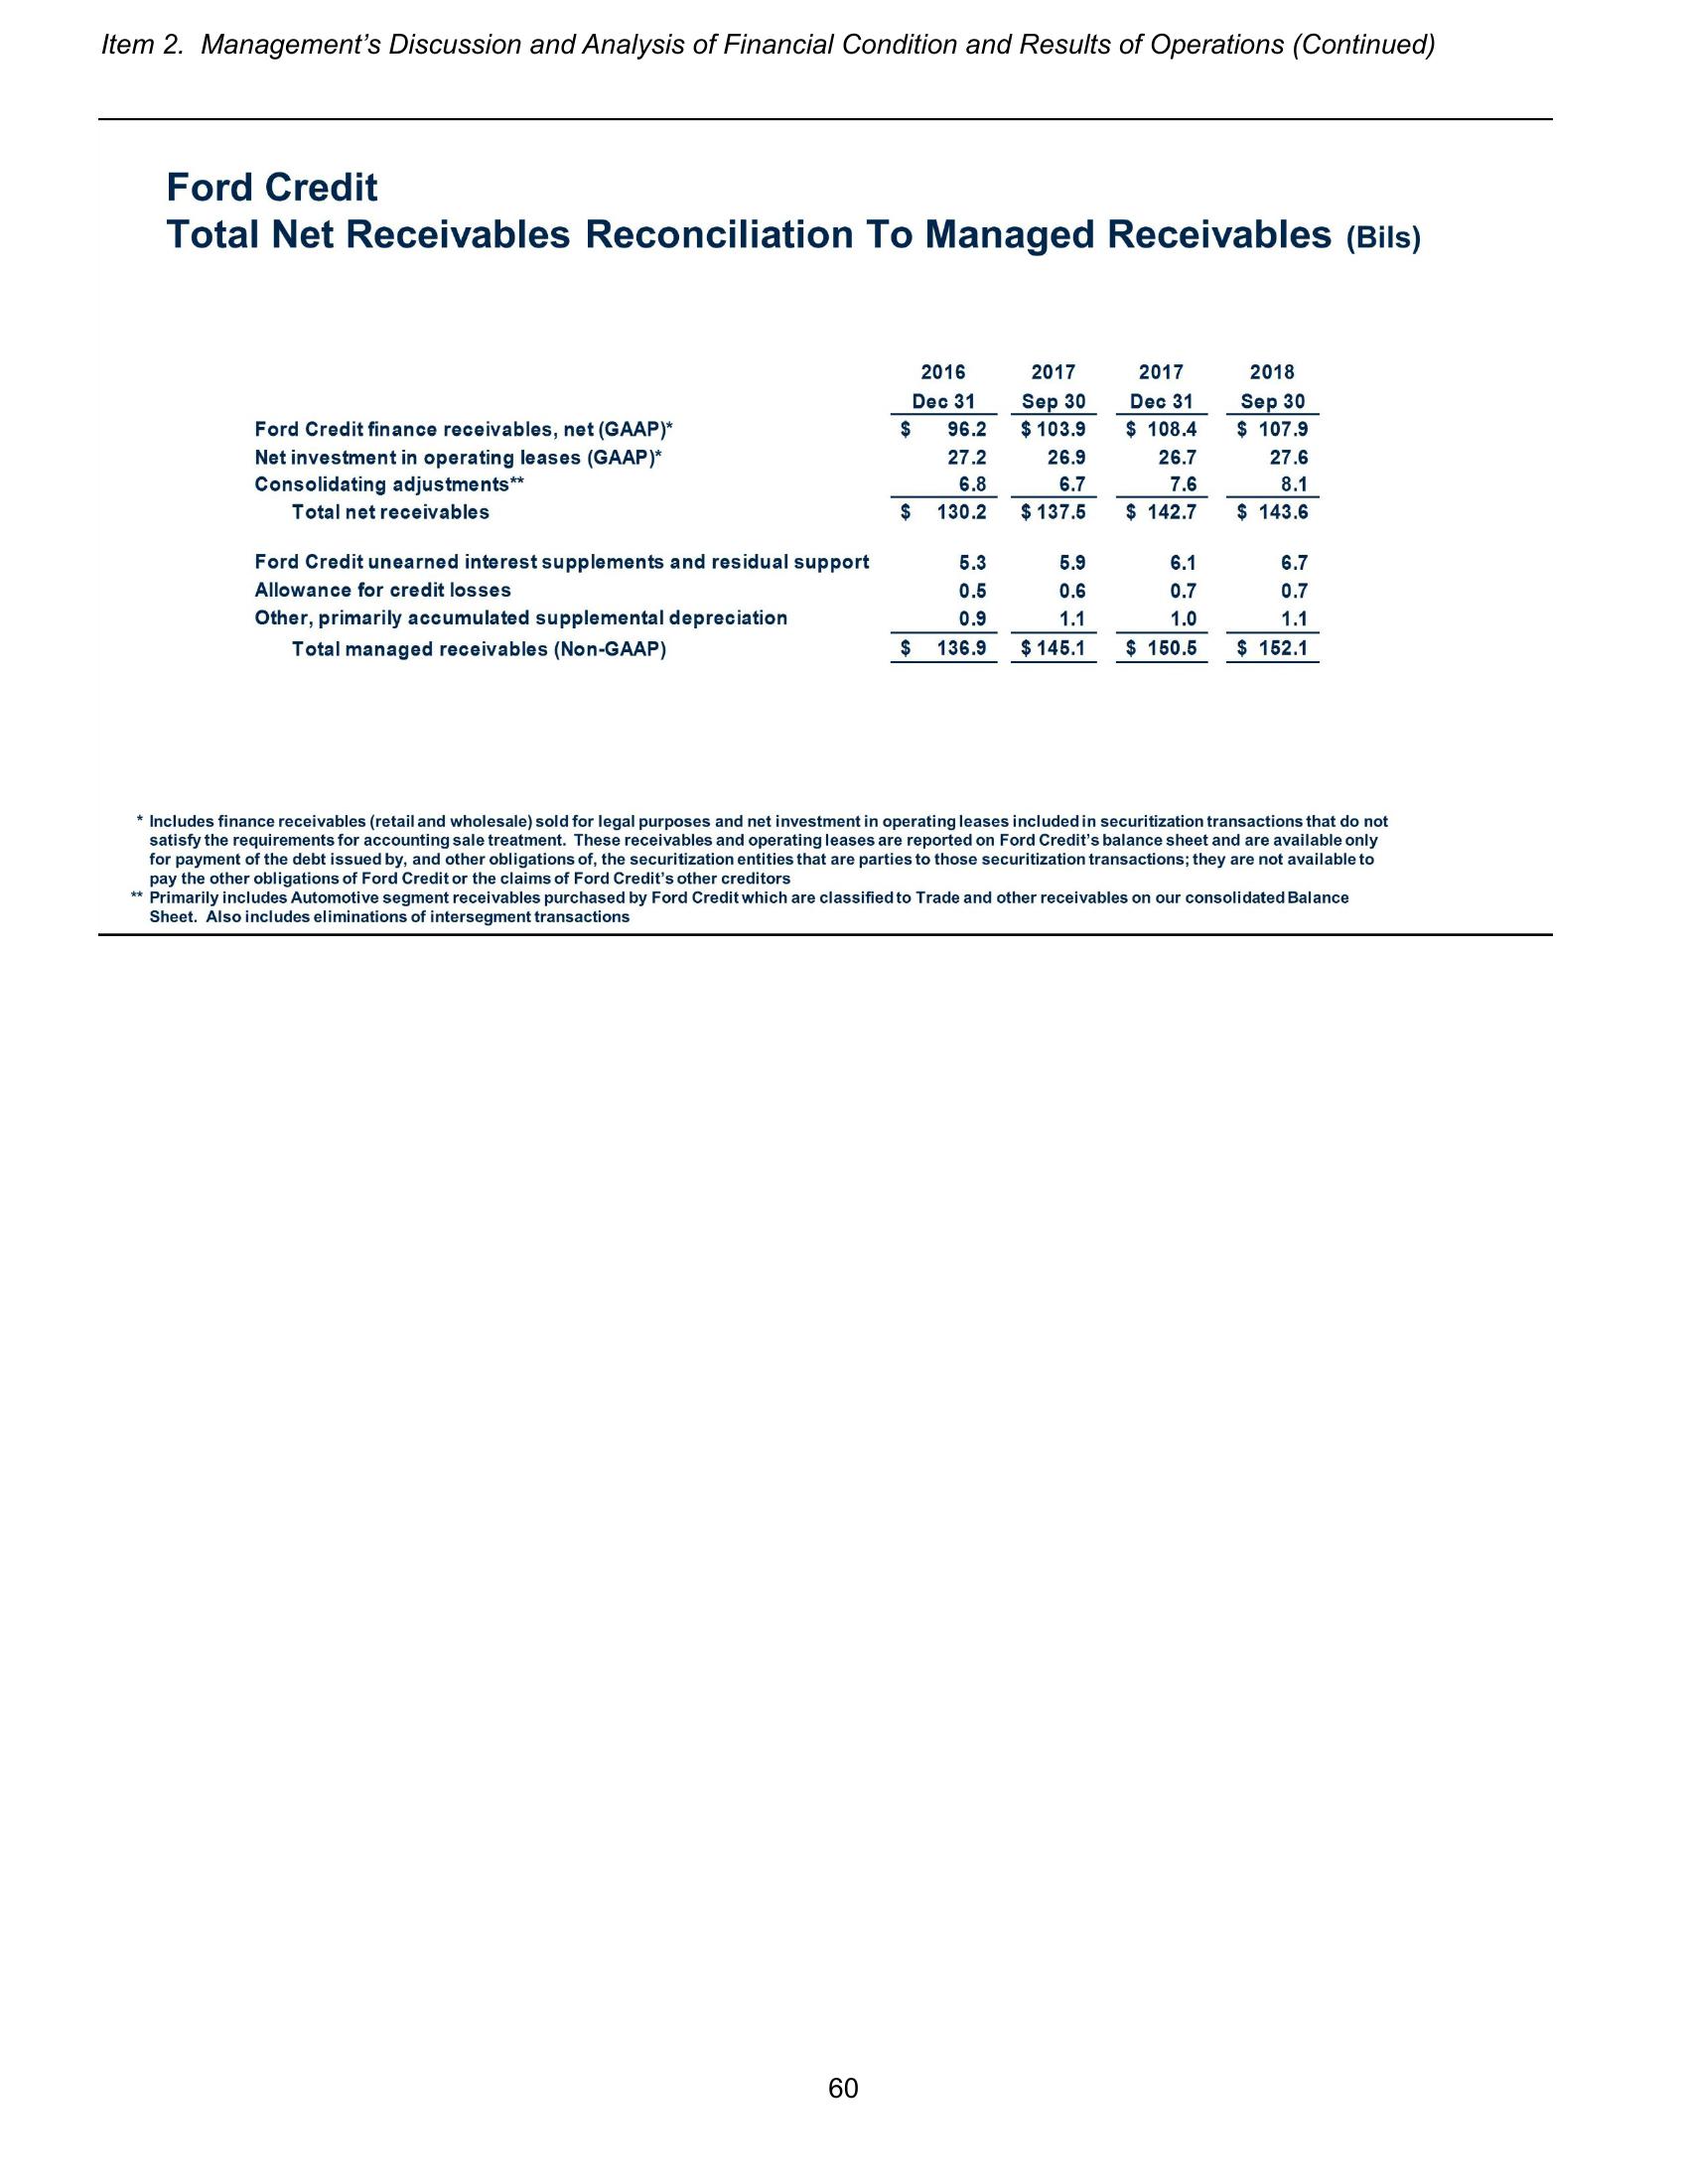 Item 2.  Management’s Discussion and Analysis of Financial Condition and Results of Operations (Continued)
Ford Credit
Total Net Receivables Reconciliation To Managed Receivables (Bils)
2016 2017 2017 2018
Dec 31 Sep 30 Dec 31 Sep 30
Ford Credit finance receivables, net (GAAP)* $ 96.2 $ 103.9 $ 108.4 $ 107.9
Net investment in operating leases (GAAP)* 27.2 26.9 26.7 27.6
Consolidating adjustments** 6.8 6.7 7.6 8.1
Total net receivables $ 130.2 $ 137.5 $ 142.7 $ 143.6
Ford Credit unearned interest supplements and residual support 5.3 5.9 6.1 6.7
Allowance for credit losses 0.5 0.6 0.7 0.7
Other, primarily accumulated supplemental depreciation 0.9 1.1 1.0 1.1
Total managed receivables (Non-GAAP) $ 136.9 $ 145.1 $ 150.5 $ 152.1
* Includes finance receivables (retail and wholesale) sold for legal purposes and net investment in operating leases included in securitization transactions that do not
satisfy the requirements for accounting sale treatment.  These receivables and operating leases are reported on Ford Credit’s balance sheet and are available only
for payment of the debt issued by, and other obligations of, the securitization entities that are parties to those securitization transactions; they are not available to
pay the other obligations of Ford Credit or the claims of Ford Credit’s other creditors
** Primarily includes Automotive segment receivables purchased by Ford Credit which are classified to Trade and other receivables on our consolidated Balance
Sheet.  Also includes eliminations of intersegment transactions
60